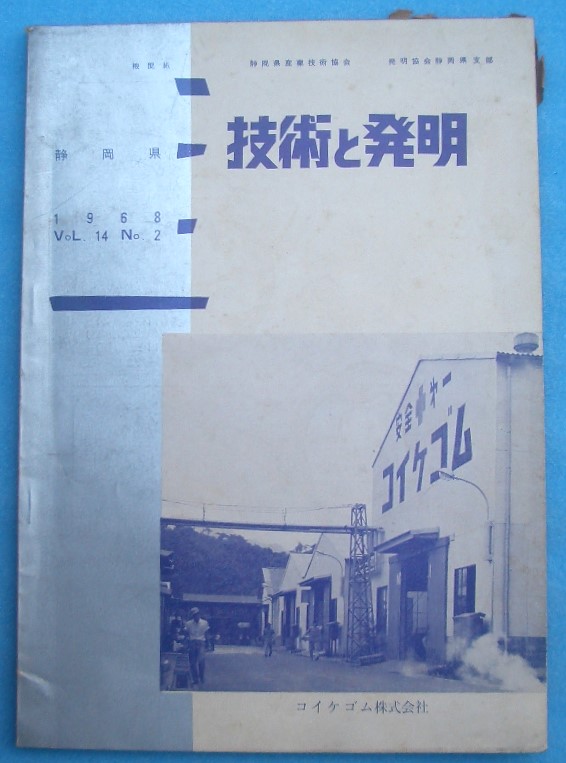 静岡県産業技術協会 発明協会静岡県支部
静岡県
技術と発明
1968
VOL. 14 No. 2
安全第一
コイケゴム
コイケゴム株式会社